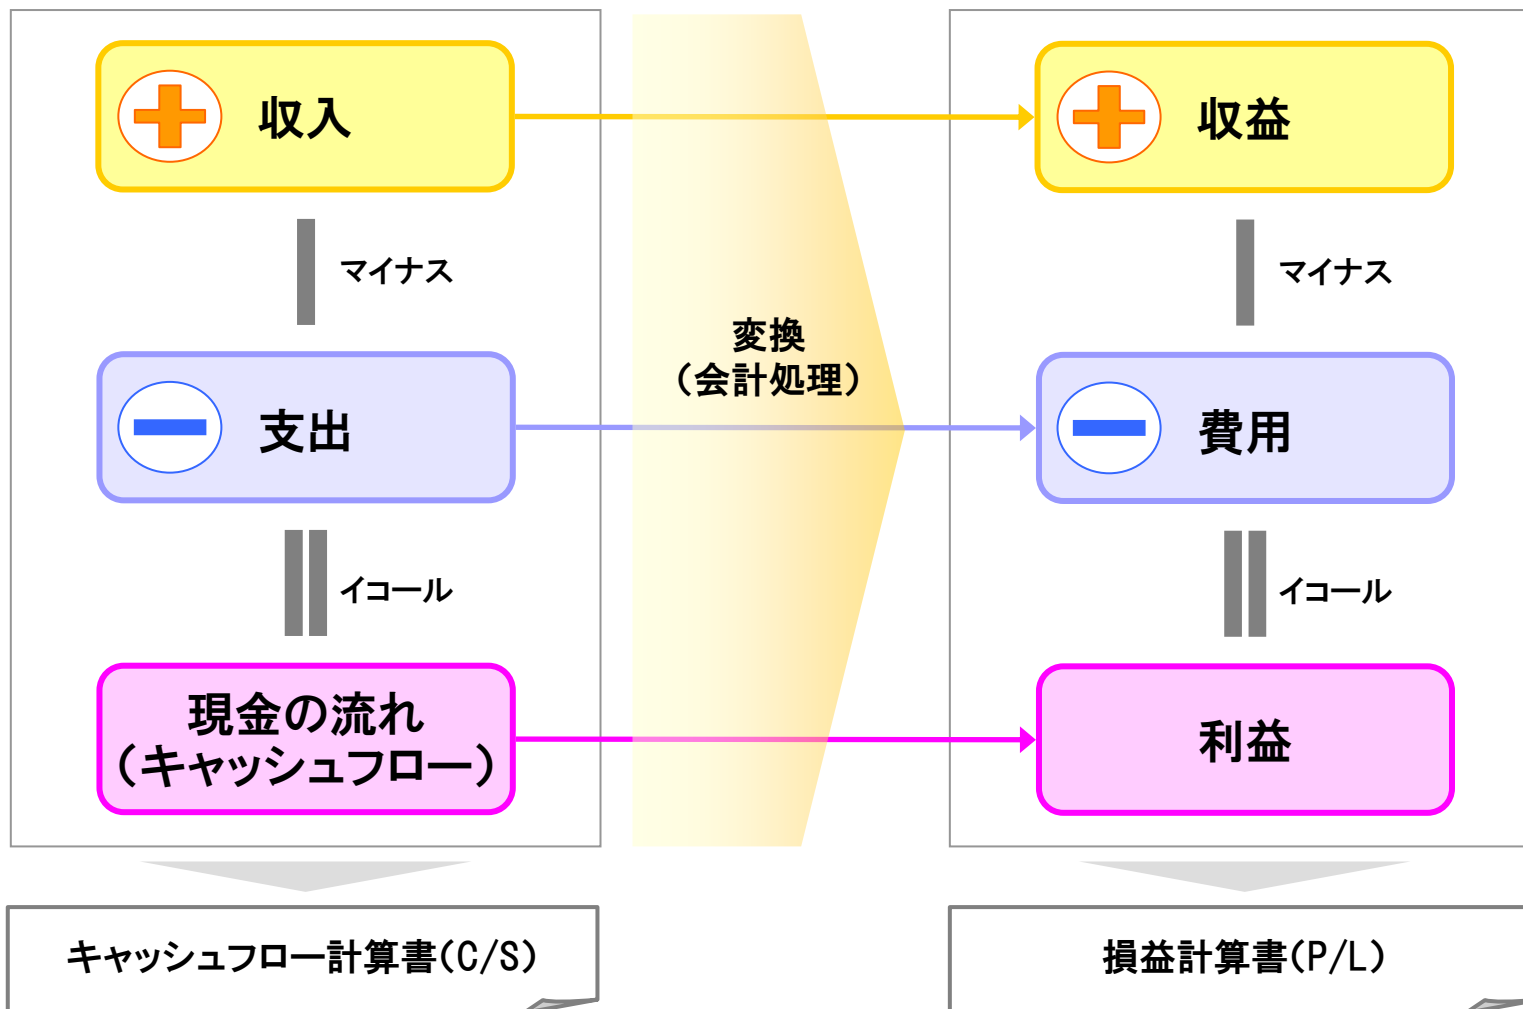 収入
マイナス
支出
イコール
現金の流れ
（キャッシュフロー）
変換
（会計処理）
収益
マイナス
費用
イコール
利益
キャッシュフロー計算書（C/S）
損益計算書（P/L）